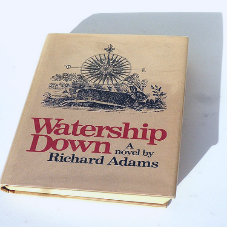 Watership
Down
A
novel by
Richard Adams